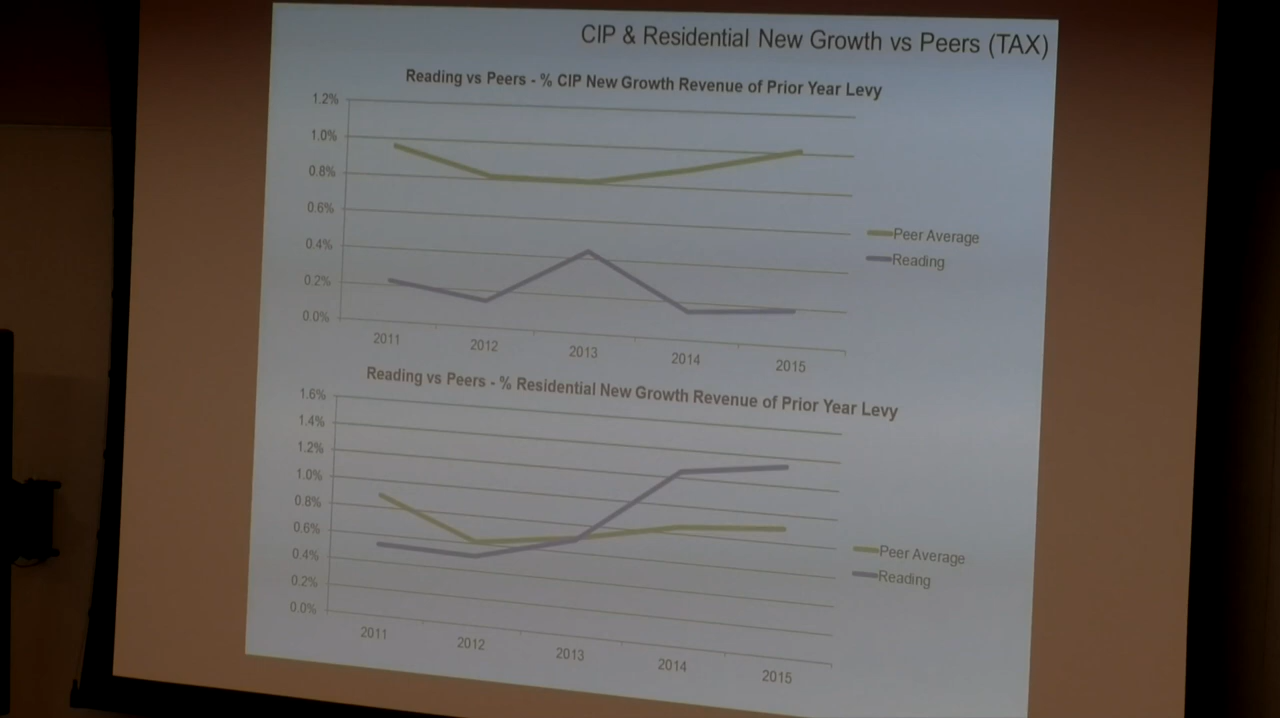 CIP & Residential New Growth vs Peers (TAX)
Reading vs Peers - % CIP New Growth Revenue of Prior Year Levy
1.2%
1.0%
0.8%
0.6%
0.4%
0.2%
0.0%
2011 2012 2013 2014 2015
Peer Average
Reading
Reading vs Peers - % Residential New Growth Revenue of Prior Year Levy
1.6%
1.4%
1.2%
1.0%
0.8%
0.6%
0.4%
0.2%
0.0%
2011 2012 2013 2014 2015
Peer Average
Reading